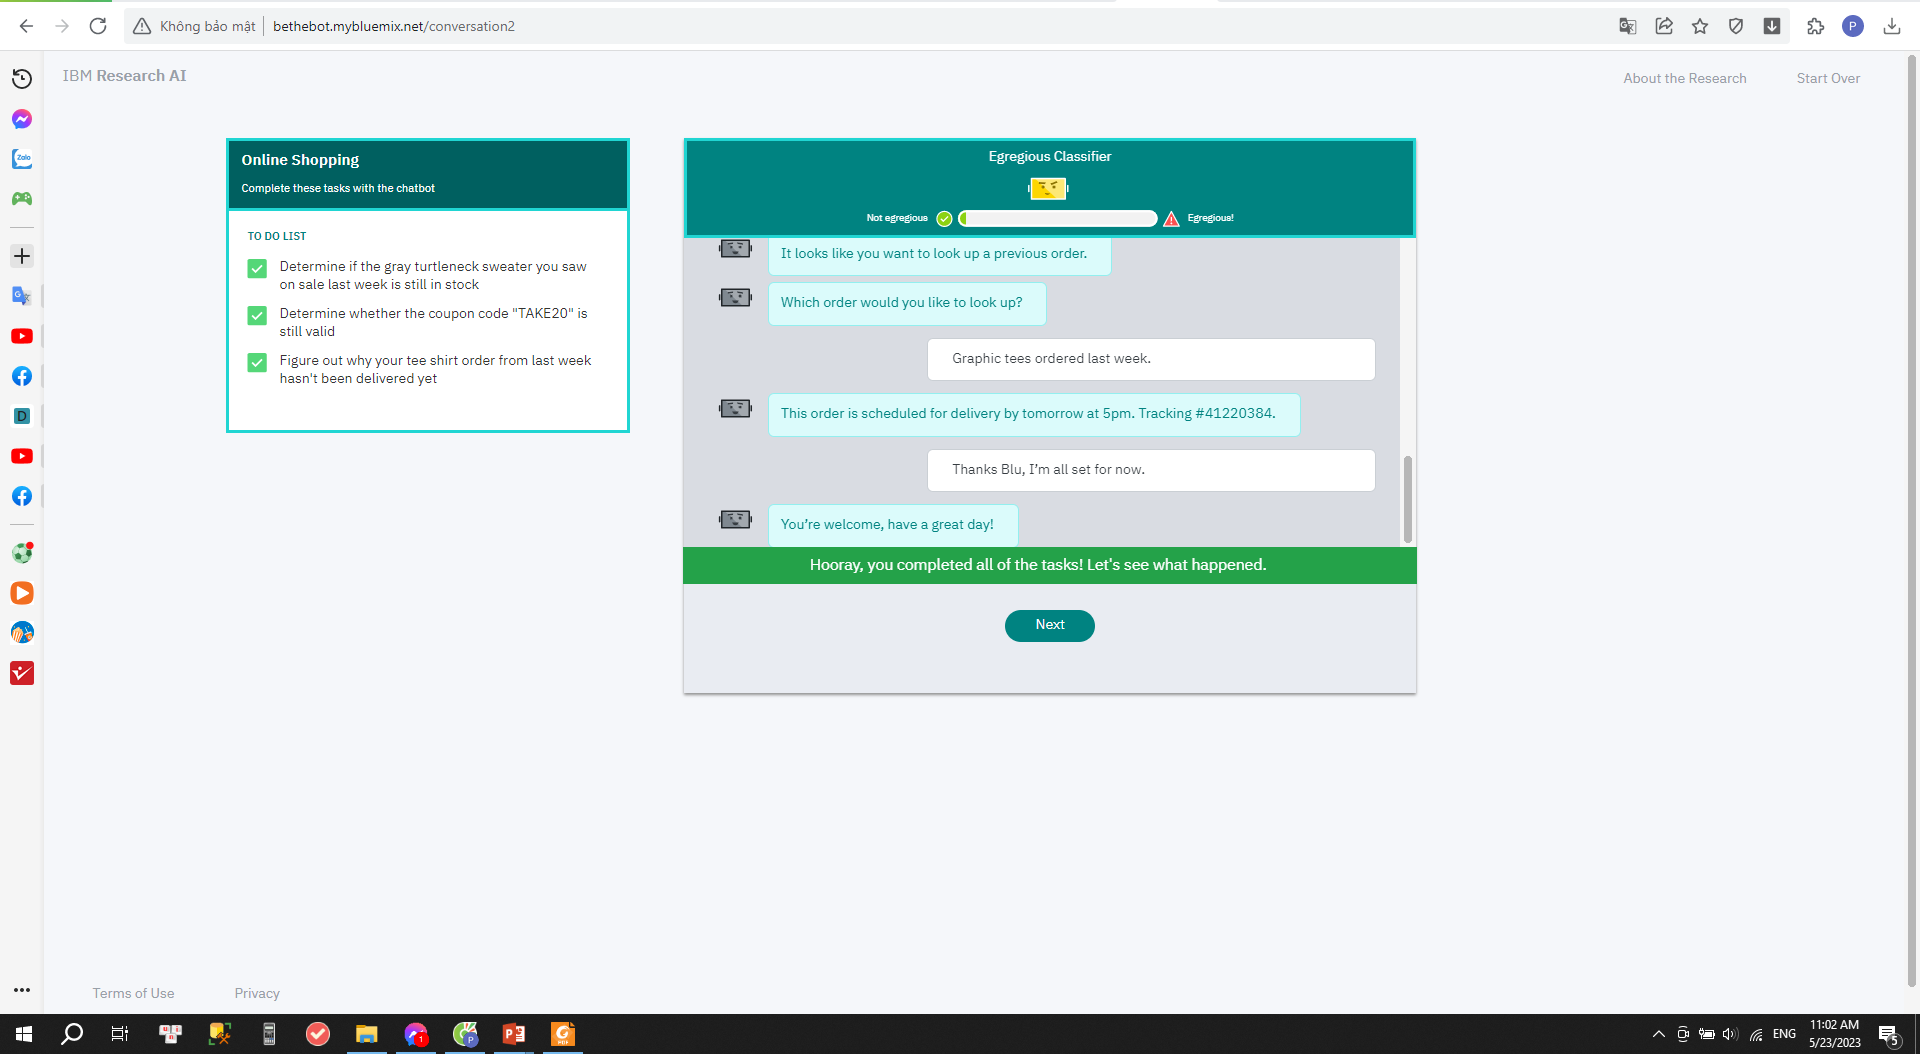 Không bảo mật
bethebot.mybluemix.net/conversation2
P
IBM Research AI
About the Research
Start Over
Zalo
Online Shopping
Complete these tasks with the chatbot
TO DO LIST
Determine if the gray turtleneck sweater you saw
on sale last week is still in stock
Determine whether the coupon code "TAKE20" is
still valid
Figure out why your tee shirt order from last week
hasn't been delivered yet
Egregious Classifier
Not egregious
Egregious!
It looks like you want to look up a previous order.
Which order would you like to look up?
Graphic tees ordered last week.
This order is scheduled for delivery by tomorrow at 5pm. Tracking #41220384.
Thanks Blu, I’m all set for now.
You’re welcome, have a great day!
Hooray, you completed all of the tasks! Let's see what happened.
Next
D
Terms of Use
Privacy
1
P
ENG
11:02 AM
5/23/2023
5